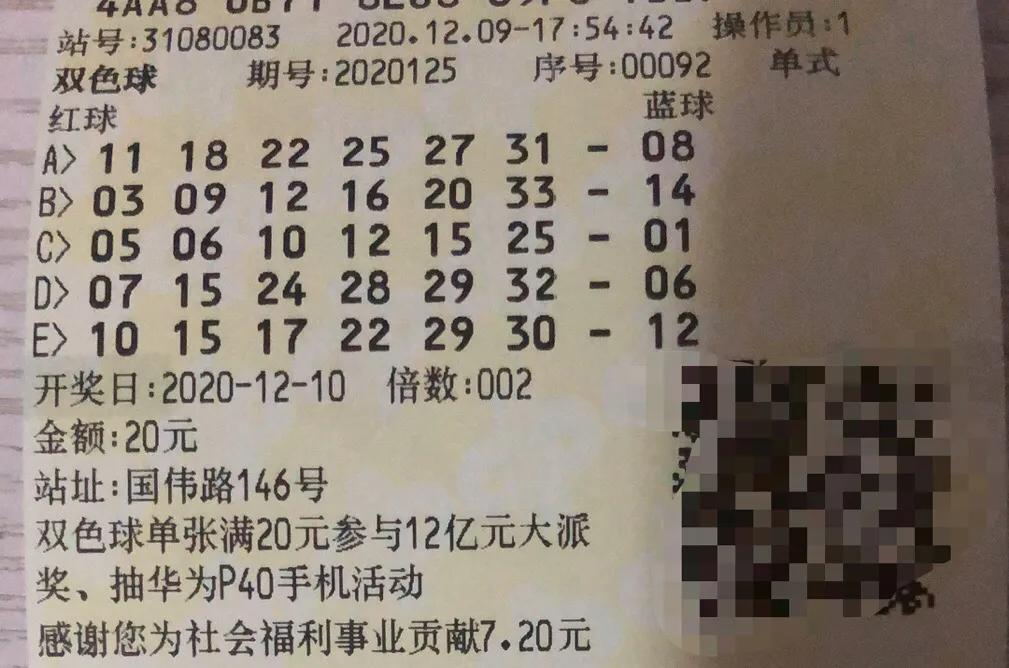 站号:31080083 2020.12.09-17:54:42 操作员:1
双色球 期号:2020125 序号:00092 单式
红球 蓝球
A> 11 18 22 25 27 31 - 08
B> 03 09 12 16 20 33 - 14
C> 05 06 10 12 15 25 - 01
D> 07 15 24 28 29 32 - 06
E> 10 15 17 22 29 30 - 12
开奖日:2020-12-10 倍数:002
金额:20元
站址:国伟路146号
双色球单张满20元参与12亿元大派
奖、抽华为P40手机活动
感谢您为社会福利事业贡献7.20元